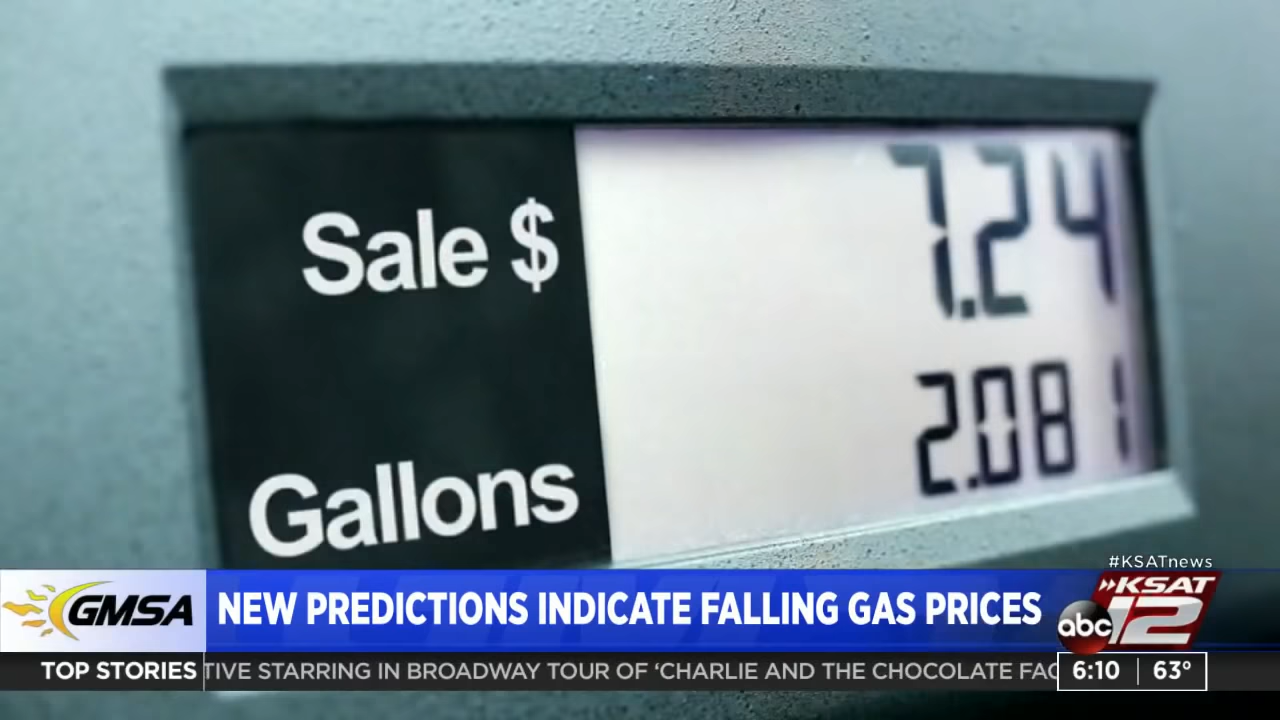 Sale $ 7.24
Gallons 2.081
#KSATnews
GMSA
NEW PREDICTIONS INDICATE FALLING GAS PRICES
abc
KSAT
12
TOP STORIES
TIVE STARRING IN BROADWAY TOUR OF ‘CHARLIE AND THE CHOCOLATE FAC
6:10
63°